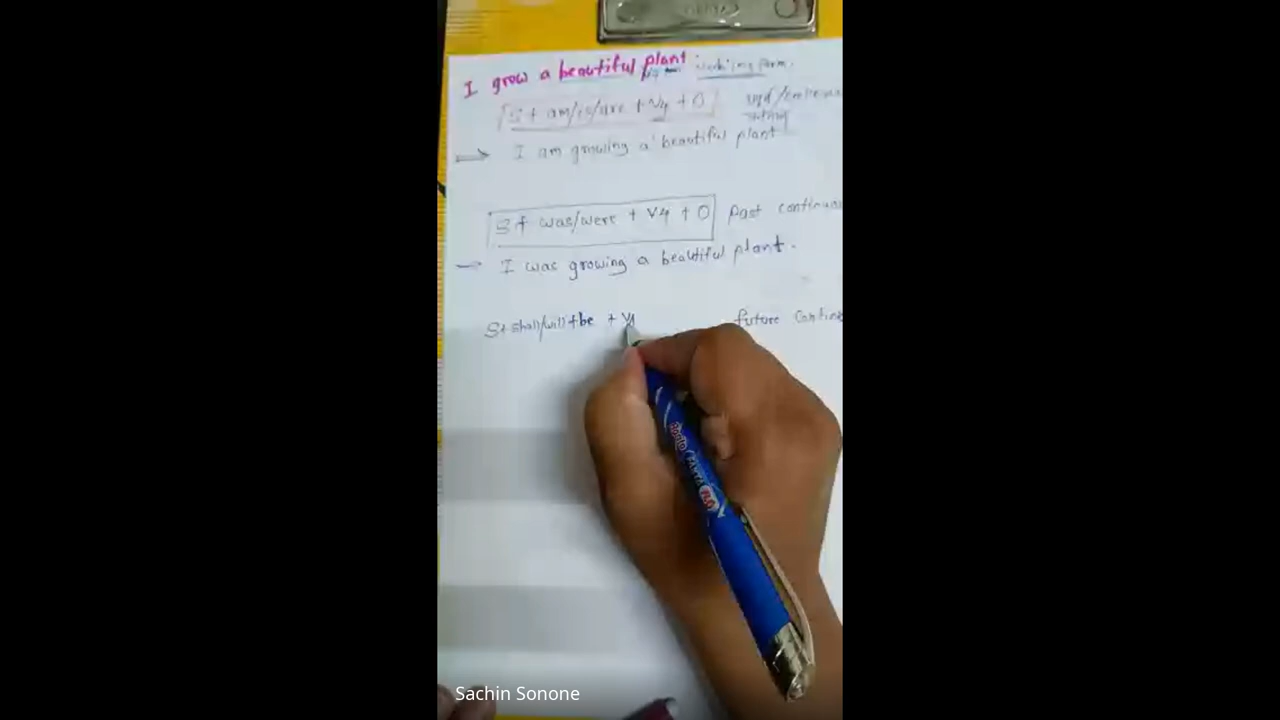 I grow a beautiful plant.
S + am/is/are + V4 + O
I am growing a beautiful plant
S + was/were + V4 + O past continuous
→ I was growing a beautiful plant.
S + shall/will + be + V4 future Contin
Sachin Sonone